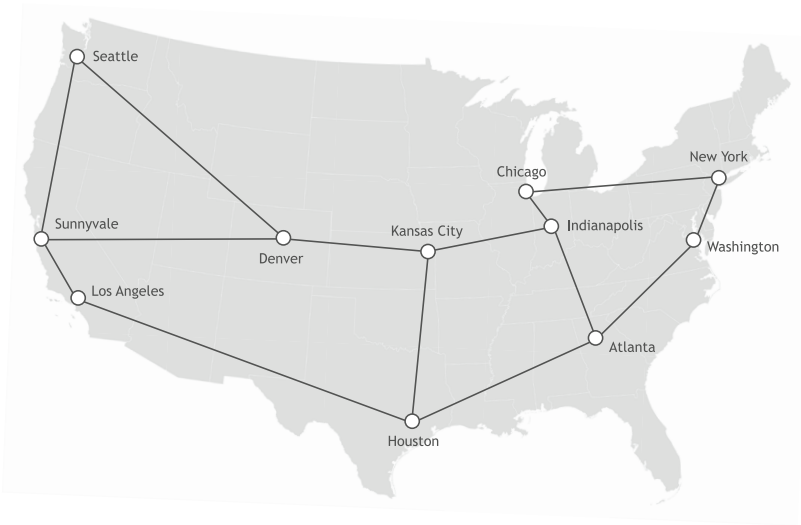 Seattle
New York
Chicago
Sunnyvale
Indianapolis
Kansas City
Washington
Denver
Los Angeles
Atlanta
Houston